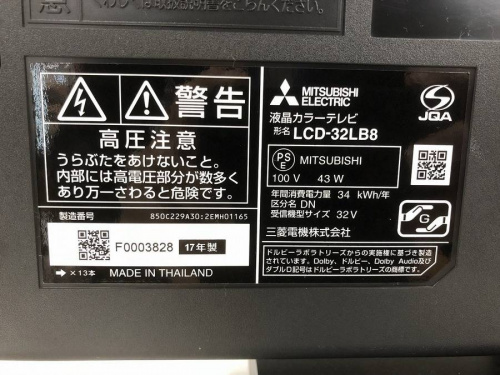 警告
高圧注意
うらぶたをあけないこと。
内部には高電圧部分が数多く
あり万一さわると危険です。
製造番号
850C229A30:2EMH01165
F0003828
17年製
→×13本
MADE IN THAILAND
MITSUBISHI
ELECTRIC
JQA
液晶カラーテレビ
形名 LCD-32LB8
PS
E
MITSUBISHI
100 V 43 W
年間消費電力量 34 kWh/年
区分名 DN
受信機型サイズ 32V
三菱電機株式会社
G
ドルビーラボラトリーズからの実施権に基づき製造
されています。Dolby、ドルビー、Dolby Audio及び
ダブルD記号はドルビーラボラトリーズの商標です。